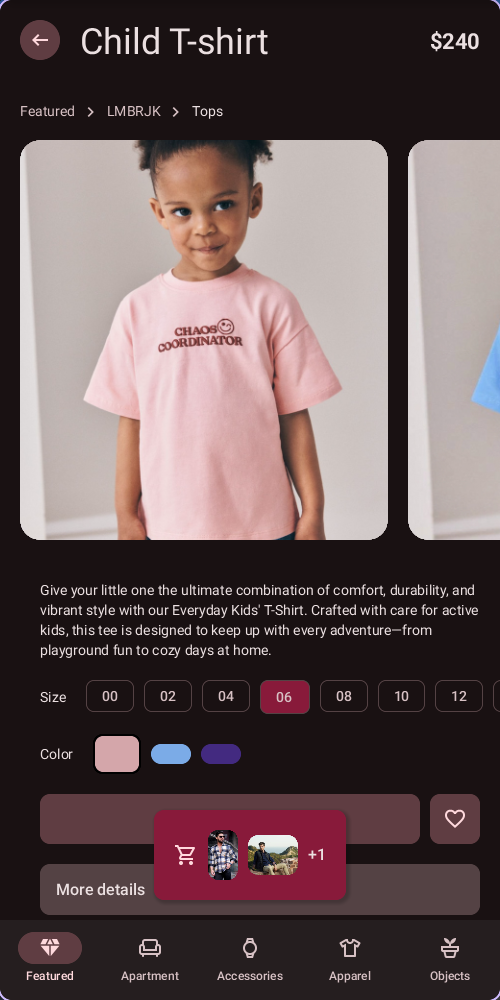 Child T-shirt
$240
Featured
LMBRJK
Tops
CHAOS
COORDINATOR
Give your little one the ultimate combination of comfort, durability, and
vibrant style with our Everyday Kids' T-Shirt. Crafted with care for active
kids, this tee is designed to keep up with every adventure—from
playground fun to cozy days at home.
Size 00 02 04 06 08 10 12
Color
+1
More details
Featured Apartment Accessories Apparel Objects